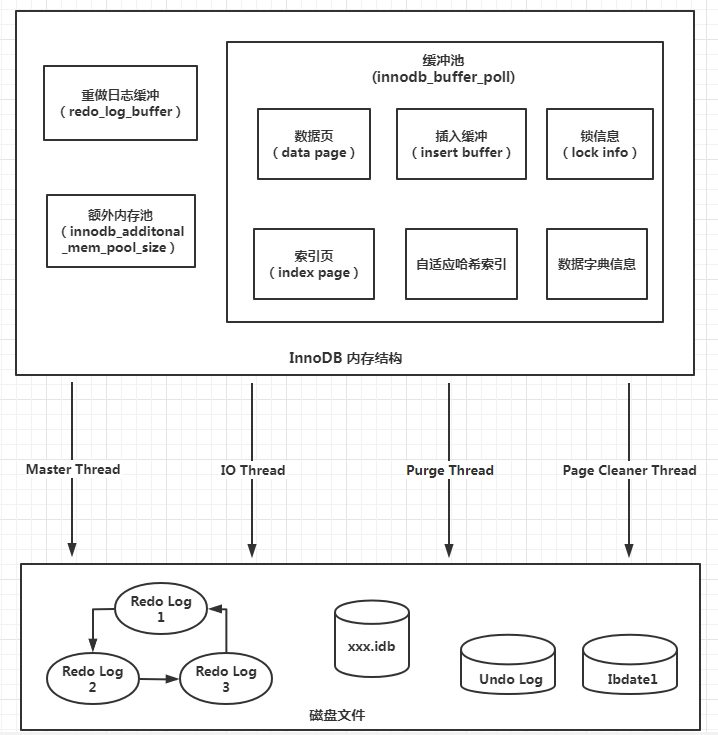 缓冲池
(innodb_buffer_poll)
重做日志缓冲
（redo_log_buffer）
数据页
（data page）
插入缓冲
（insert buffer）
锁信息
（lock info）
额外内存池
（innodb_additonal
_mem_pool_size）
索引页
（index page）
自适应哈希索引
数据字典信息
InnoDB 内存结构
Master Thread
IO Thread
Purge Thread
Page Cleaner Thread
Redo Log
1
Redo Log
2
Redo Log
3
xxx.idb
Undo Log
Ibdate1
磁盘文件